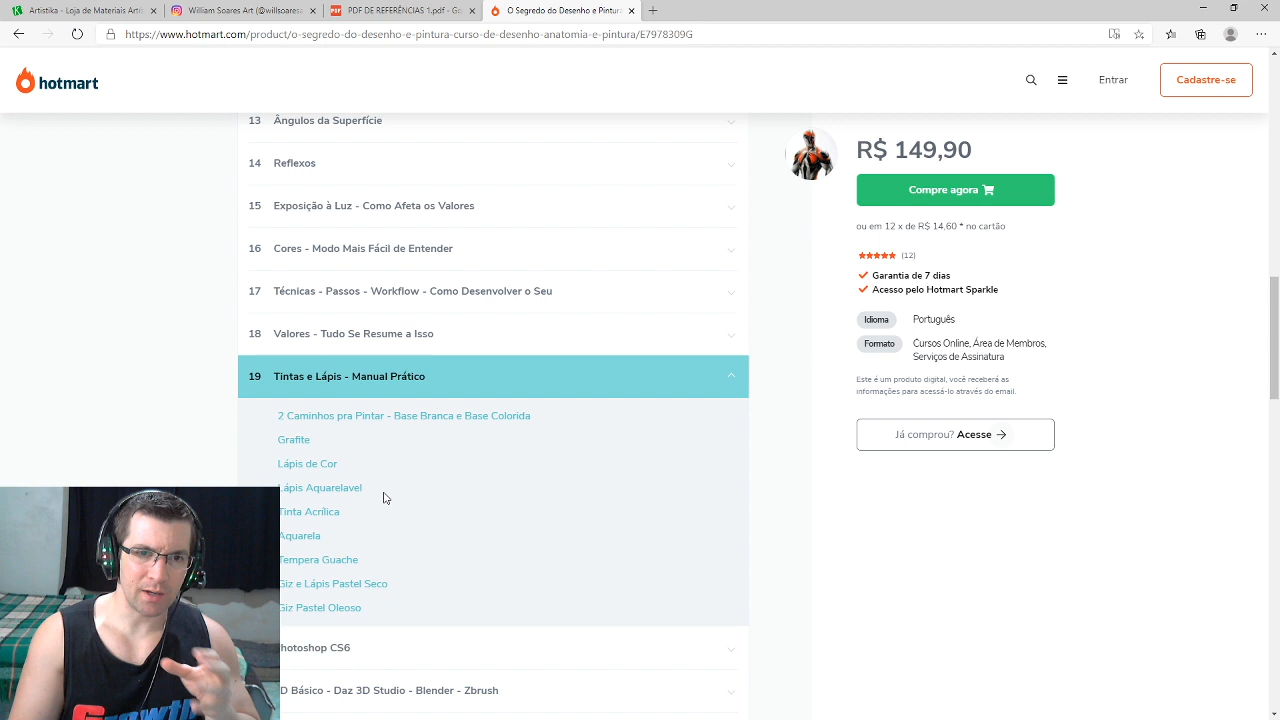 Artistika - Loja de Materiais Artíst
William Soares Art (@williamsoa
PDF DE REFERÊNCIAS 1.pdf - Go
O Segredo do Desenho e Pintura
https://www.hotmart.com/product/curso-de-desenho-e-pintura-curso-de-desenho-anatomia-e-pintura/E7978309G
hotmart
Entrar
Cadastre-se
13 Ângulos da Superfície
14 Reflexos
15 Exposição à Luz - Como Afeta os Valores
16 Cores - Modo Mais Fácil de Entender
17 Técnicas - Passos - Workflow - Como Desenvolver o Seu
18 Valores - Tudo Se Resume a Isso
19 Tintas e Lápis - Manual Prático
2 Caminhos pra Pintar - Base Branca e Base Colorida
Grafite
Lápis de Cor
Lápis Aquarelavel
Tinta Acrílica
Aquarela
Tempera Guache
Giz e Lápis Pastel Seco
Giz Pastel Oleoso
hotoshop CS6
D Básico - Daz 3D Studio - Blender - Zbrush
R$ 149,90
Compre agora
ou em 12 x de R$ 14,60 * no cartão
(12)
Garantia de 7 dias
Acesso pelo Hotmart Sparkle
Idioma Português
Formato Cursos Online, Área de Membros,
Serviços de Assinatura
Este é um produto digital, você receberá as
informações para acessá-lo através do email.
Já comprou? Acesse